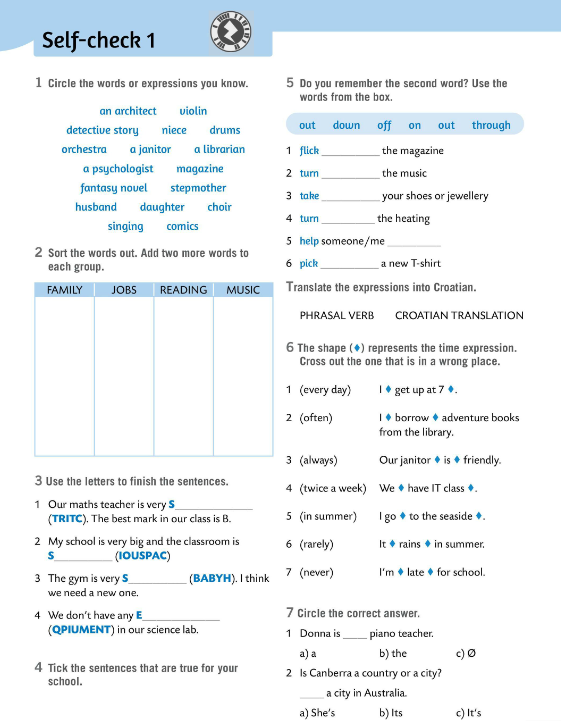 Self-check 1
1 Circle the words or expressions you know.
an architect violin
detective story niece drums
orchestra a janitor a librarian
a psychologist magazine
fantasy novel stepmother
husband daughter choir
singing comics
2 Sort the words out. Add two more words to
each group.
FAMILY JOBS READING MUSIC
3 Use the letters to finish the sentences.
1 Our maths teacher is very S______________
(TRITC). The best mark in our class is B.
2 My school is very big and the classroom is
S___________ (IOUSPAC)
3 The gym is very S___________ (BABYH). I think
we need a new one.
4 We don't have any E______________
(QPIUMENT) in our science lab.
4 Tick the sentences that are true for your
school.
5 Do you remember the second word? Use the
words from the box.
out down off on out through
1 flick ___________ the magazine
2 turn ___________ the music
3 take ___________ your shoes or jewellery
4 turn __________ the heating
5 help someone/me __________
6 pick ___________ a new T-shirt
Translate the expressions into Croatian.
PHRASAL VERB CROATIAN TRANSLATION
6 The shape (♦) represents the time expression.
Cross out the one that is in a wrong place.
1 (every day) I ♦ get up at 7 ♦.
2 (often) I ♦ borrow ♦ adventure books
from the library.
3 (always) Our janitor ♦ is ♦ friendly.
4 (twice a week) We ♦ have IT class ♦.
5 (in summer) I go ♦ to the seaside ♦.
6 (rarely) It ♦ rains ♦ in summer.
7 (never) I'm ♦ late ♦ for school.
7 Circle the correct answer.
1 Donna is ____ piano teacher.
a) a b) the c) Ø
2 Is Canberra a country or a city?
____ a city in Australia.
a) She's b) Its c) It's